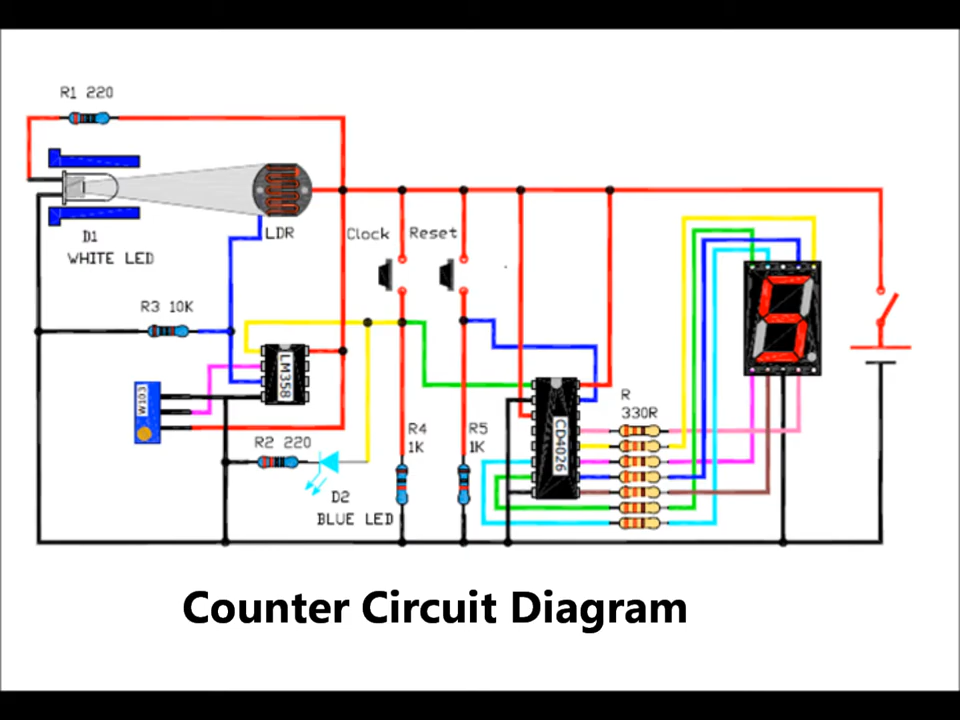 R1 220
LDR
Clock
Reset
D1
WHITE LED
R3 10K
LM358
W103
R2 220
R4
1K
R5
1K
R
330R
CD4026
D2
BLUE LED
Counter Circuit Diagram